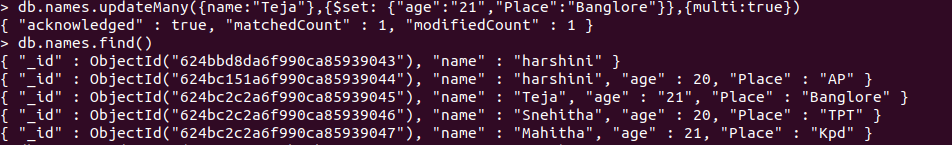 > db.names.updateMany({name:"Teja"},{$set: {"age":"21","Place":"Banglore"}},{multi:true})
{ "acknowledged" : true, "matchedCount" : 1, "modifiedCount" : 1 }
> db.names.find()
{ "_id" : ObjectId("624bbd8da6f990ca85939043"), "name" : "harshini" }
{ "_id" : ObjectId("624bc151a6f990ca85939044"), "name" : "harshini", "age" : 20, "Place" : "AP" }
{ "_id" : ObjectId("624bc2c2a6f990ca85939045"), "name" : "Teja", "age" : "21", "Place" : "Banglore" }
{ "_id" : ObjectId("624bc2c2a6f990ca85939046"), "name" : "Snehitha", "age" : 20, "Place" : "TPT" }
{ "_id" : ObjectId("624bc2c2a6f990ca85939047"), "name" : "Mahitha", "age" : 21, "Place" : "Kpd" }